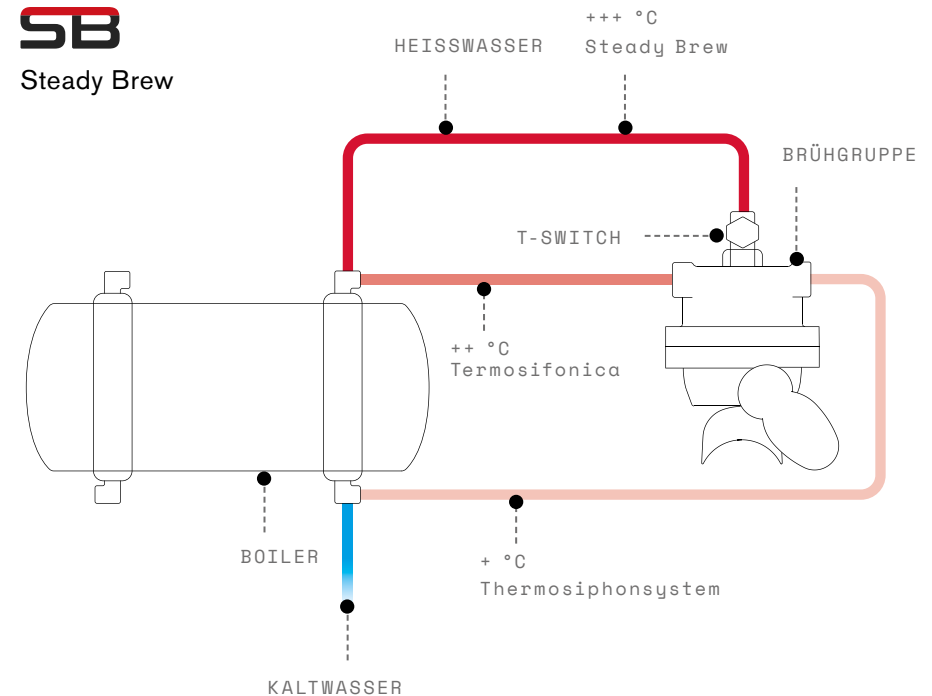 SB
Steady Brew
HEISSWASSER
+++ °C
Steady Brew
BRÜHGRUPPE
T-SWITCH
++ °C
Termosifonica
BOILER
+ °C
Thermosiphonsystem
KALTWASSER